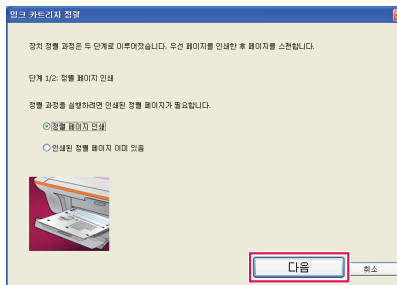 잉크 카트리지 정렬
장치 정렬 과정은 두 단계로 이루어졌습니다. 우선 페이지를 인쇄한 후 페이지를 스캔합니다.
단계 1/2: 정렬 페이지 인쇄
정렬 과정을 실행하려면 인쇄된 정렬 페이지가 필요합니다.
정렬 페이지 인쇄
인쇄된 정렬 페이지 이미 있음
다음
취소